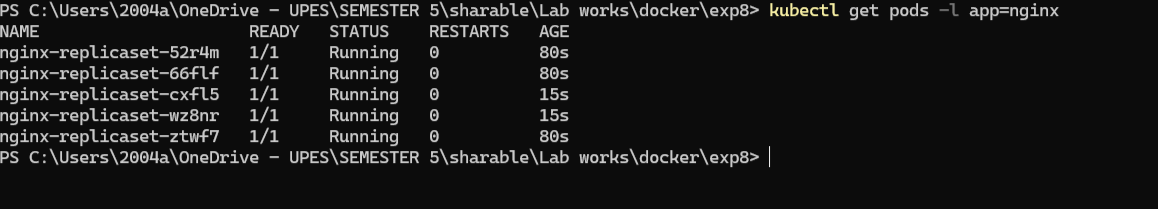 PS C:\Users\2004a\OneDrive - UPES\SEMESTER 5\sharable\Lab works\docker\exp8> kubectl get pods -l app=nginx
NAME                     READY   STATUS    RESTARTS   AGE
nginx-replicaset-52r4m   1/1     Running   0          80s
nginx-replicaset-66flf   1/1     Running   0          80s
nginx-replicaset-cxfl5   1/1     Running   0          15s
nginx-replicaset-wz8nr   1/1     Running   0          15s
nginx-replicaset-ztwf7   1/1     Running   0          80s
PS C:\Users\2004a\OneDrive - UPES\SEMESTER 5\sharable\Lab works\docker\exp8>